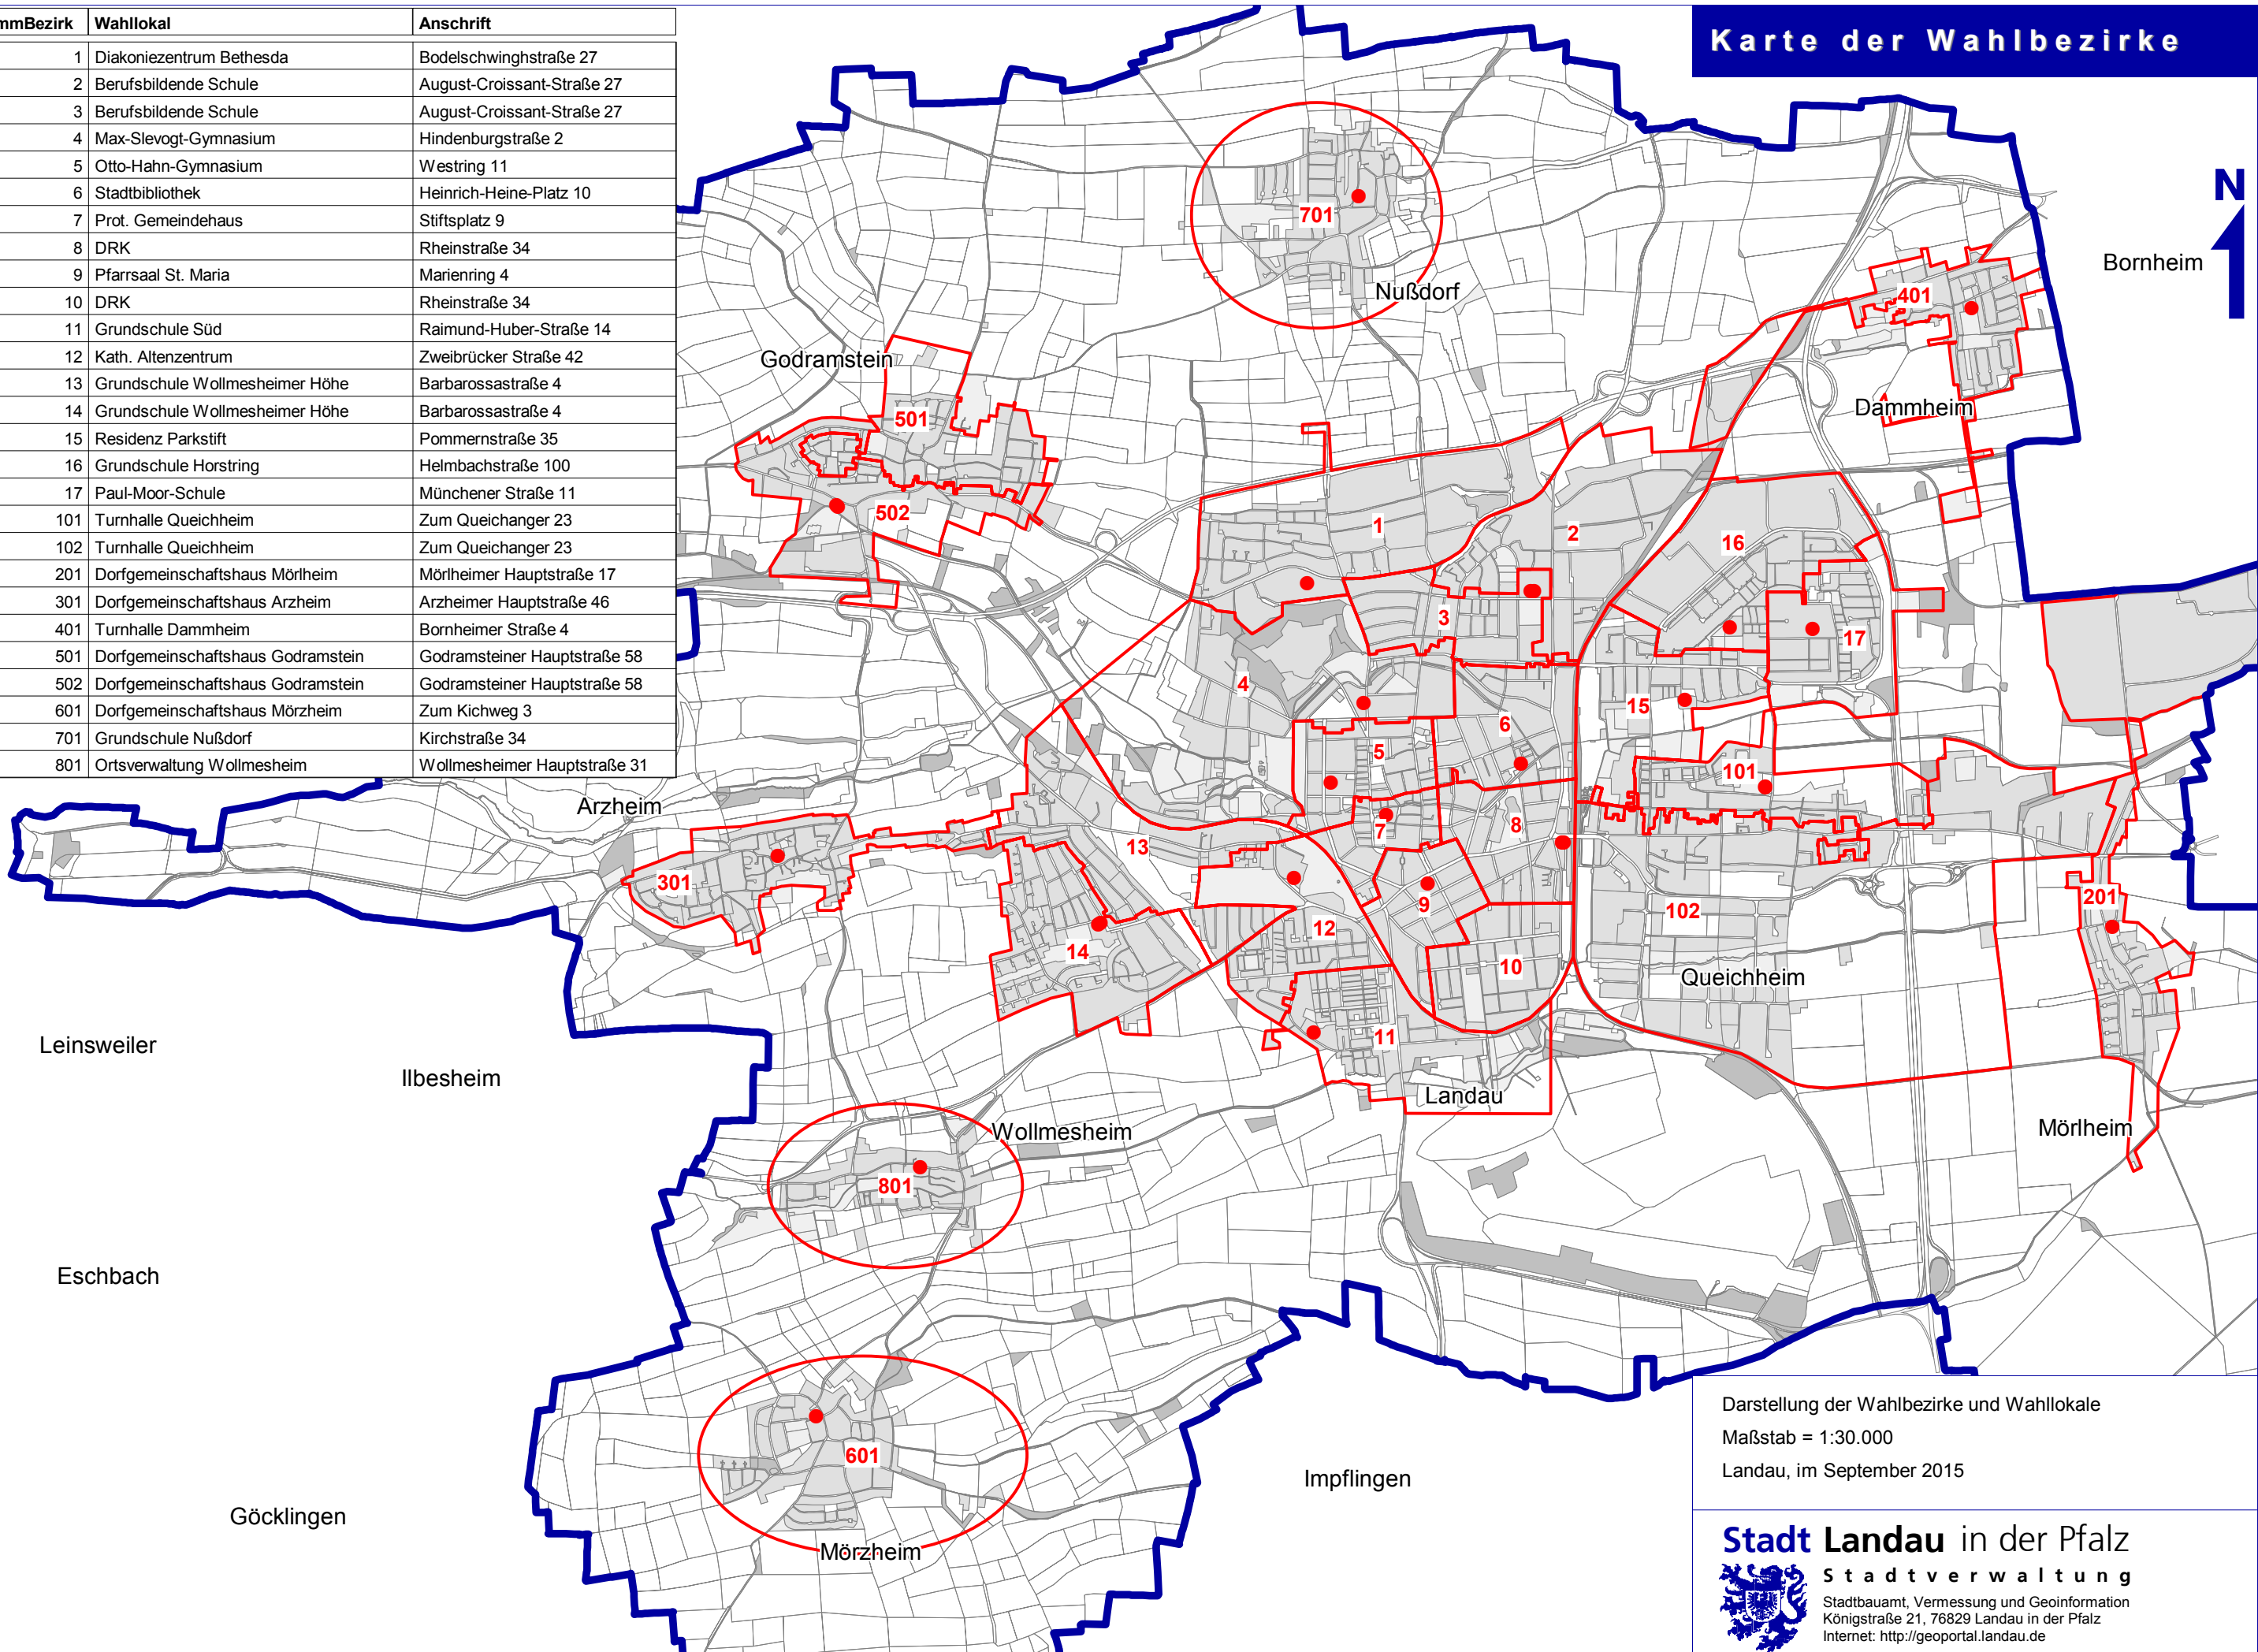 mmBezirk Wahllokal Anschrift
1 Diakoniezentrum Bethesda Bodelschwinghstraße 27
2 Berufsbildende Schule August-Croissant-Straße 27
3 Berufsbildende Schule August-Croissant-Straße 27
4 Max-Slevogt-Gymnasium Hindenburgstraße 2
5 Otto-Hahn-Gymnasium Westring 11
6 Stadtbibliothek Heinrich-Heine-Platz 10
7 Prot. Gemeindehaus Stiftsplatz 9
8 DRK Rheinstraße 34
9 Pfarrsaal St. Maria Marienring 4
10 DRK Rheinstraße 34
11 Grundschule Süd Raimund-Huber-Straße 14
12 Kath. Altenzentrum Zweibrücker Straße 42
13 Grundschule Wollmesheimer Höhe Barbarossastraße 4
14 Grundschule Wollmesheimer Höhe Barbarossastraße 4
15 Residenz Parkstift Pommernstraße 35
16 Grundschule Horstring Helmbachstraße 100
17 Paul-Moor-Schule Münchener Straße 11
101 Turnhalle Queichheim Zum Queichanger 23
102 Turnhalle Queichheim Zum Queichanger 23
201 Dorfgemeinschaftshaus Mörlheim Mörlheimer Hauptstraße 17
301 Dorfgemeinschaftshaus Arzheim Arzheimer Hauptstraße 46
401 Turnhalle Dammheim Bornheimer Straße 4
501 Dorfgemeinschaftshaus Godramstein Godramsteiner Hauptstraße 58
502 Dorfgemeinschaftshaus Godramstein Godramsteiner Hauptstraße 58
601 Dorfgemeinschaftshaus Mörzheim Zum Kichweg 3
701 Grundschule Nußdorf Kirchstraße 34
801 Ortsverwaltung Wollmesheim Wollmesheimer Hauptstraße 31
Karte der Wahlbezirke
N
701
Bornheim
Nußdorf
401
Godramstein
Dammheim
501
502
1
2
16
3
17
4
15
6
5
101
Arzheim
7
8
13
301
9
201
102
12
14
10
Queichheim
11
Leinsweiler
Ilbesheim
Landau
Wollmesheim
Mörlheim
801
Eschbach
601
Impflingen
Göcklingen
Mörzheim
Darstellung der Wahlbezirke und Wahllokale
Maßstab = 1:30.000
Landau, im September 2015
Stadt Landau in der Pfalz
Stadtverwaltung
Stadtbauamt, Vermessung und Geoinformation
Königstraße 21, 76829 Landau in der Pfalz
Internet: http://geoportal.landau.de